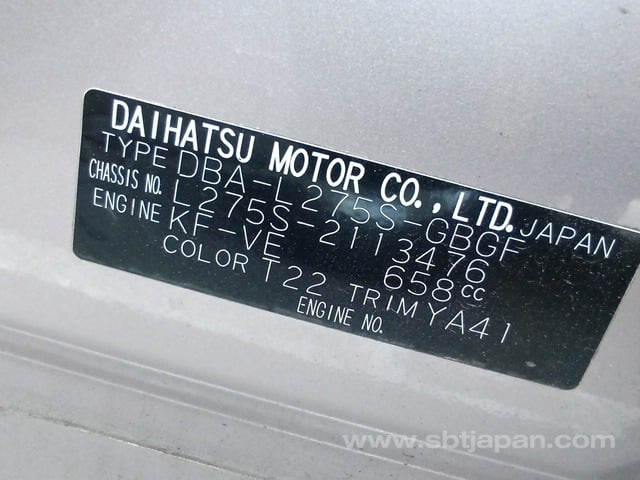 DAIHATSU MOTOR CO., LTD. JAPAN
TYPE DBA-L275S-GBGF
CHASSIS NO. L275S-2113476
ENGINE KF-VE 658cc
COLOR T22 TRIM YA41
ENGINE NO.
www.sbtjapan.com